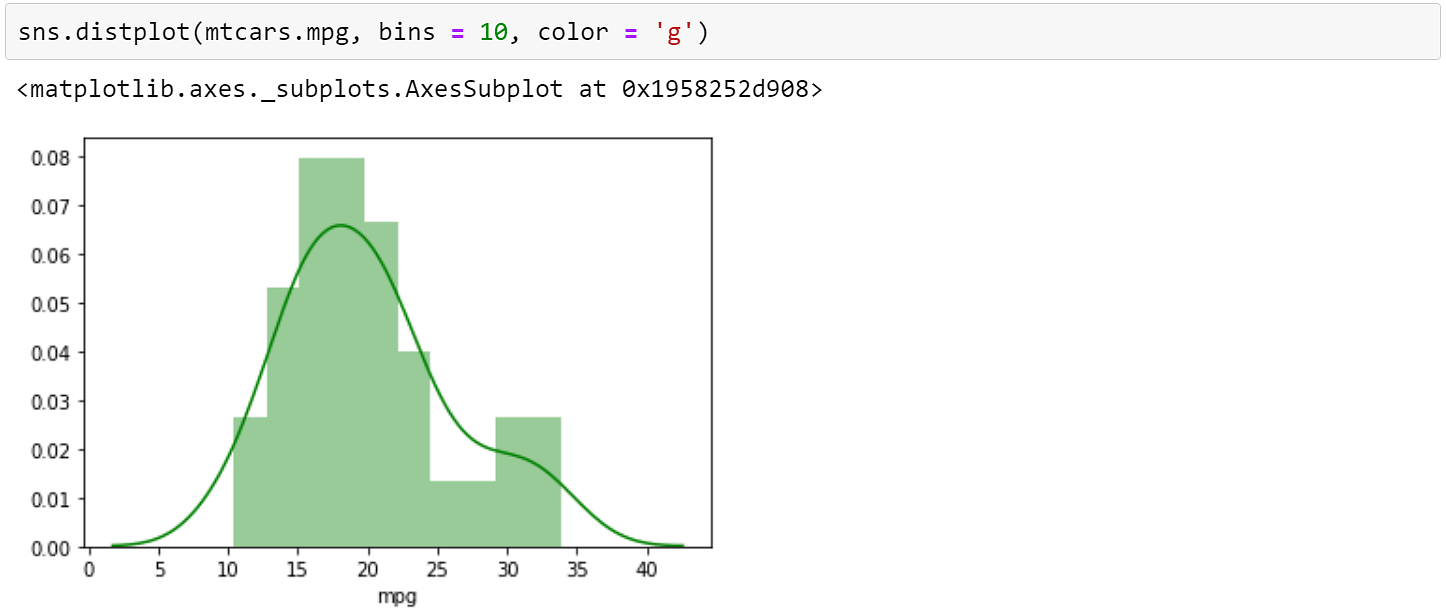 sns.distplot(mtcars.mpg, bins = 10, color = 'g')
<matplotlib.axes._subplots.AxesSubplot at 0x1958252d908>
0.08
0.07
0.06
0.05
0.04
0.03
0.02
0.01
0.00
0 5 10 15 20 25 30 35 40
mpg